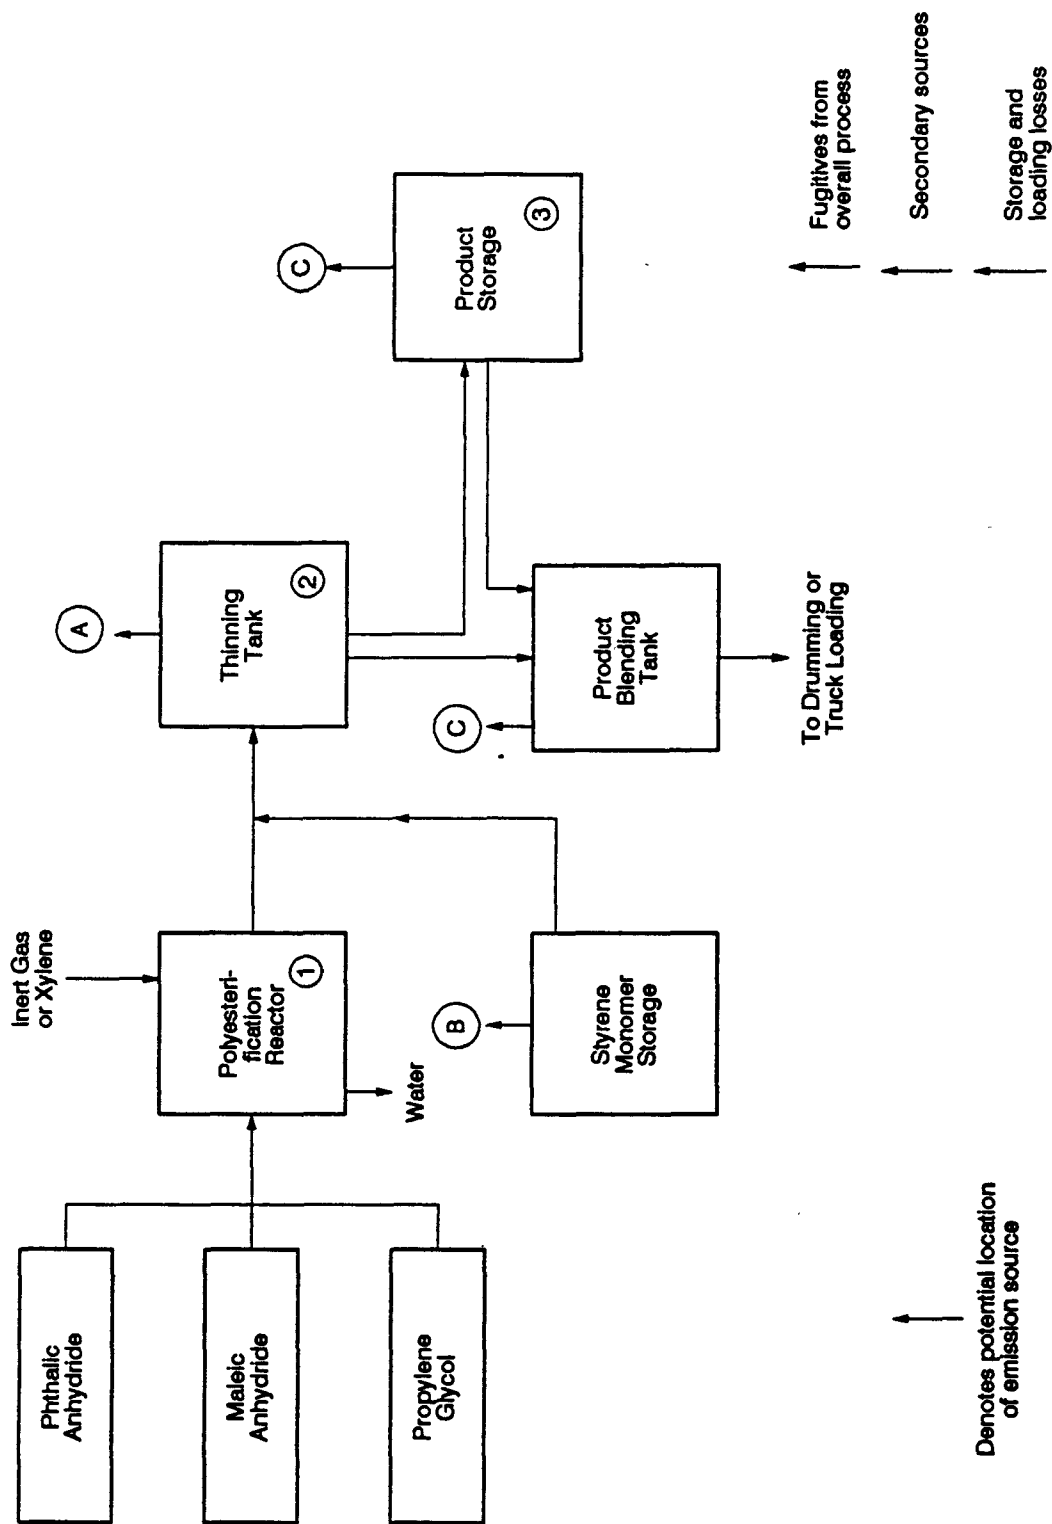 Phthalic
Anhydride
Maleic
Anhydride
Propylene
Glycol
Inert Gas
or Xylene
Polyesteri-
fication
Reactor
1
Water
B
Styrene
Monomer
Storage
A
Thinning
Tank
2
C
Product
Blending
Tank
To Drumming or
Truck Loading
C
Product
Storage
3
Fugitives from
overall process
Secondary sources
Storage and
loading losses
Denotes potential location
of emission source